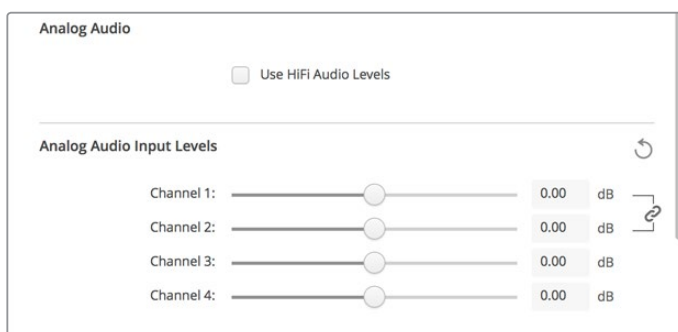 Analog Audio
Use HiFi Audio Levels
Analog Audio Input Levels
Channel 1: 0.00 dB
Channel 2: 0.00 dB
Channel 3: 0.00 dB
Channel 4: 0.00 dB